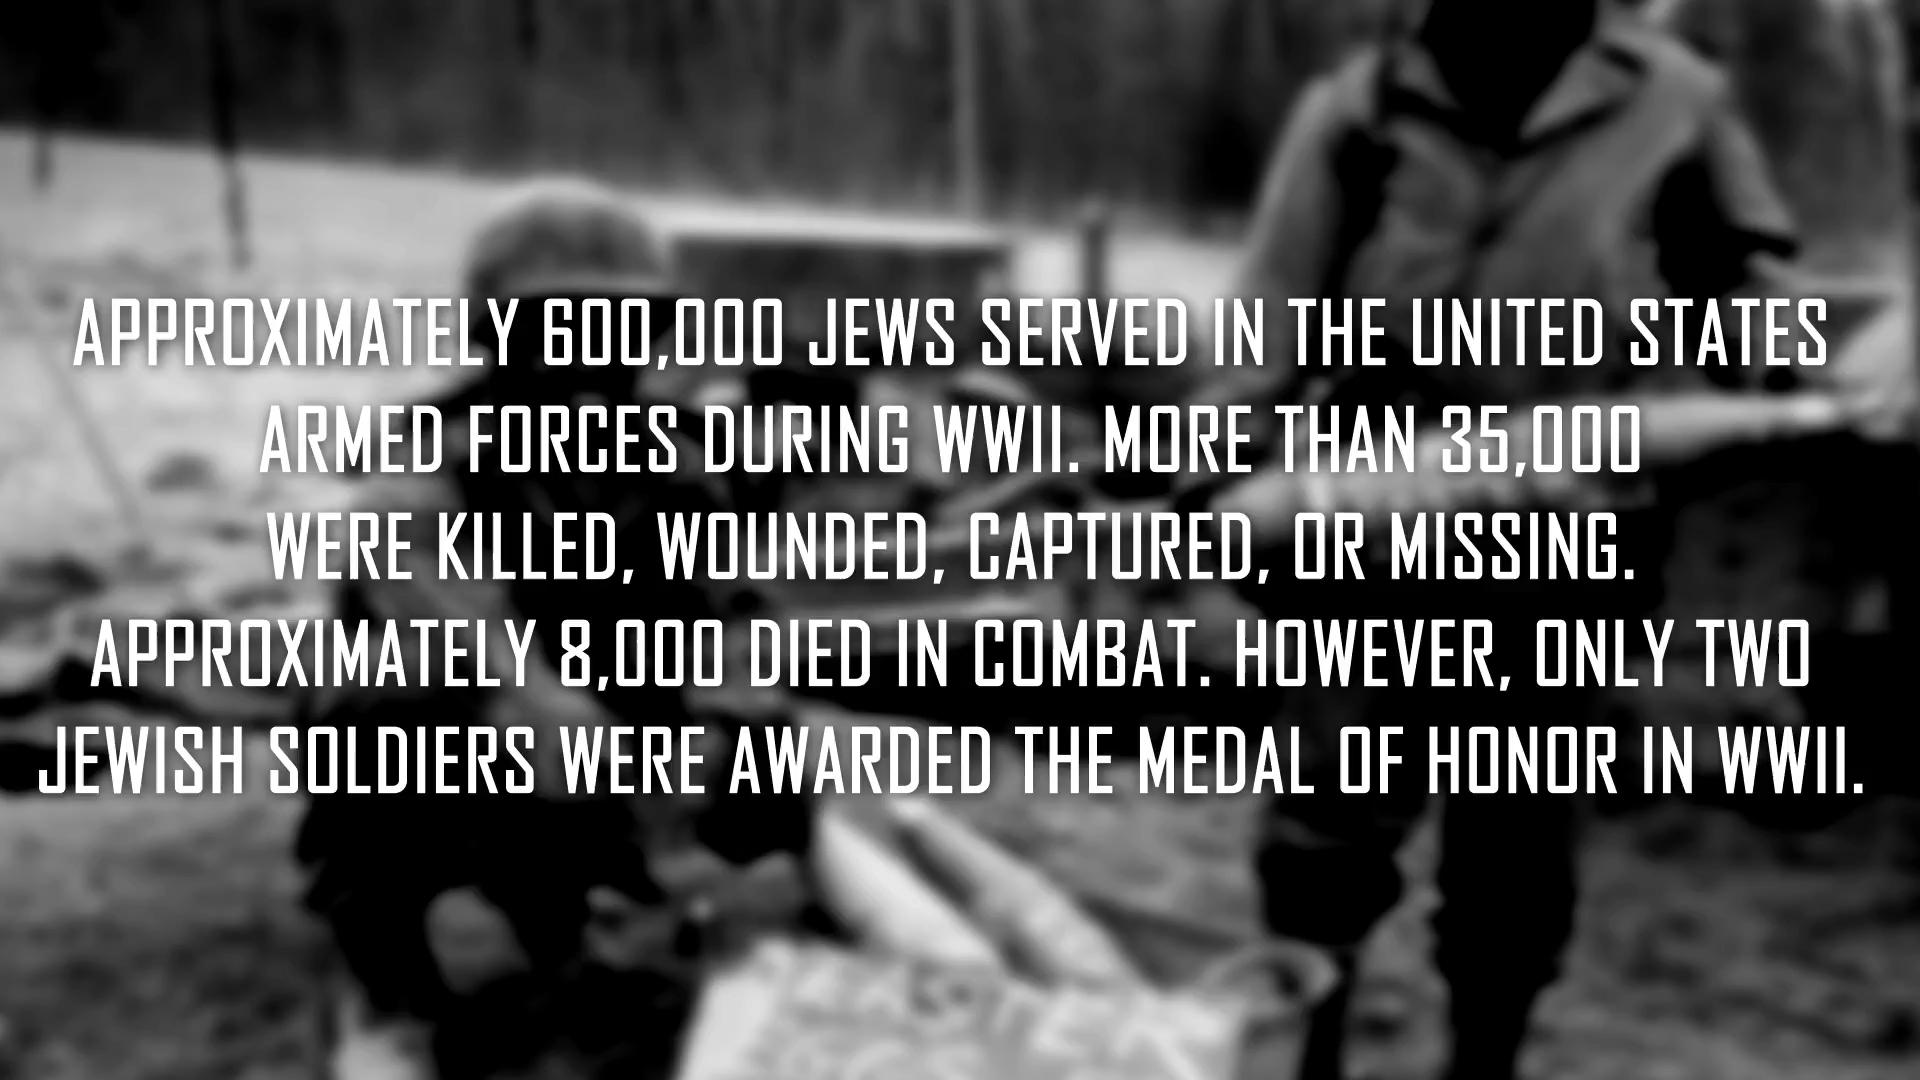 APPROXIMATELY 600,000 JEWS SERVED IN THE UNITED STATES
ARMED FORCES DURING WWII. MORE THAN 35,000
WERE KILLED, WOUNDED, CAPTURED, OR MISSING.
APPROXIMATELY 8,000 DIED IN COMBAT. HOWEVER, ONLY TWO
JEWISH SOLDIERS WERE AWARDED THE MEDAL OF HONOR IN WWII.